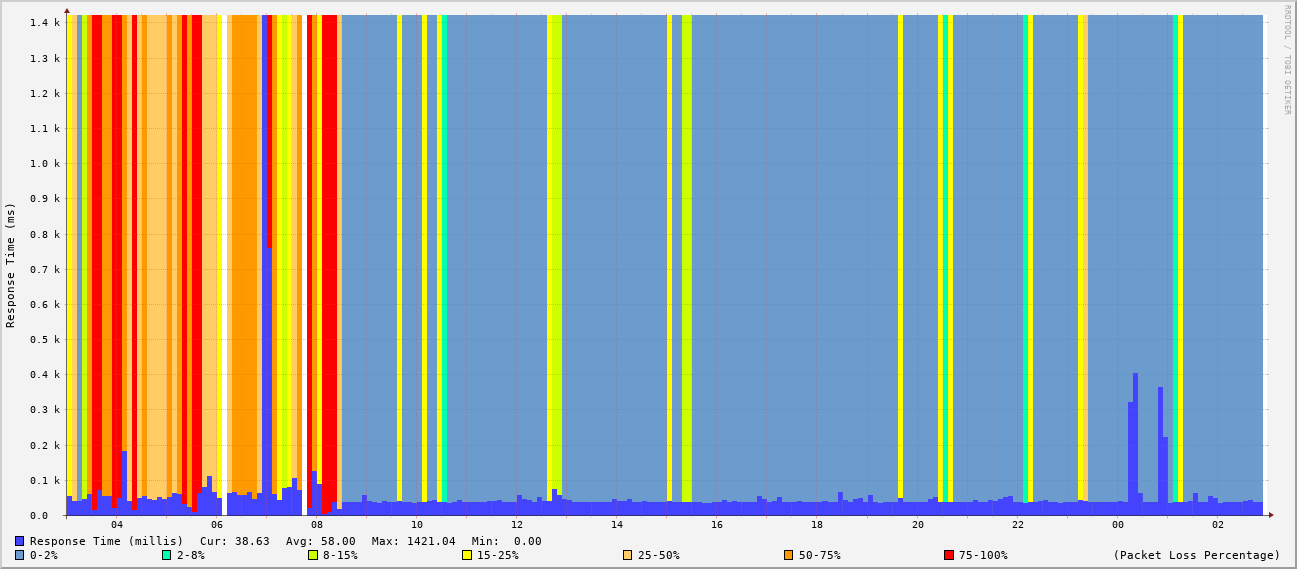 RRDTOOL / TOBI OETIKER
Response Time (ms)
1.4 k
1.3 k
1.2 k
1.1 k
1.0 k
0.9 k
0.8 k
0.7 k
0.6 k
0.5 k
0.4 k
0.3 k
0.2 k
0.1 k
0.0
04 06 08 10 12 14 16 18 20 22 00 02
Response Time (millis) Cur: 38.63 Avg: 58.00 Max: 1421.04 Min: 0.00
0-2% 2-8% 8-15% 15-25% 25-50% 50-75% 75-100% (Packet Loss Percentage)